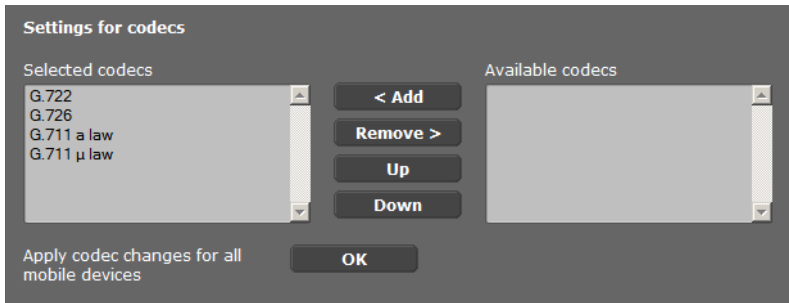 Settings for codecs
Selected codecs
Available codecs
G.722
G.726
G.711 a law
G.711 µ law
< Add
Remove >
Up
Down
Apply codec changes for all
mobile devices
OK